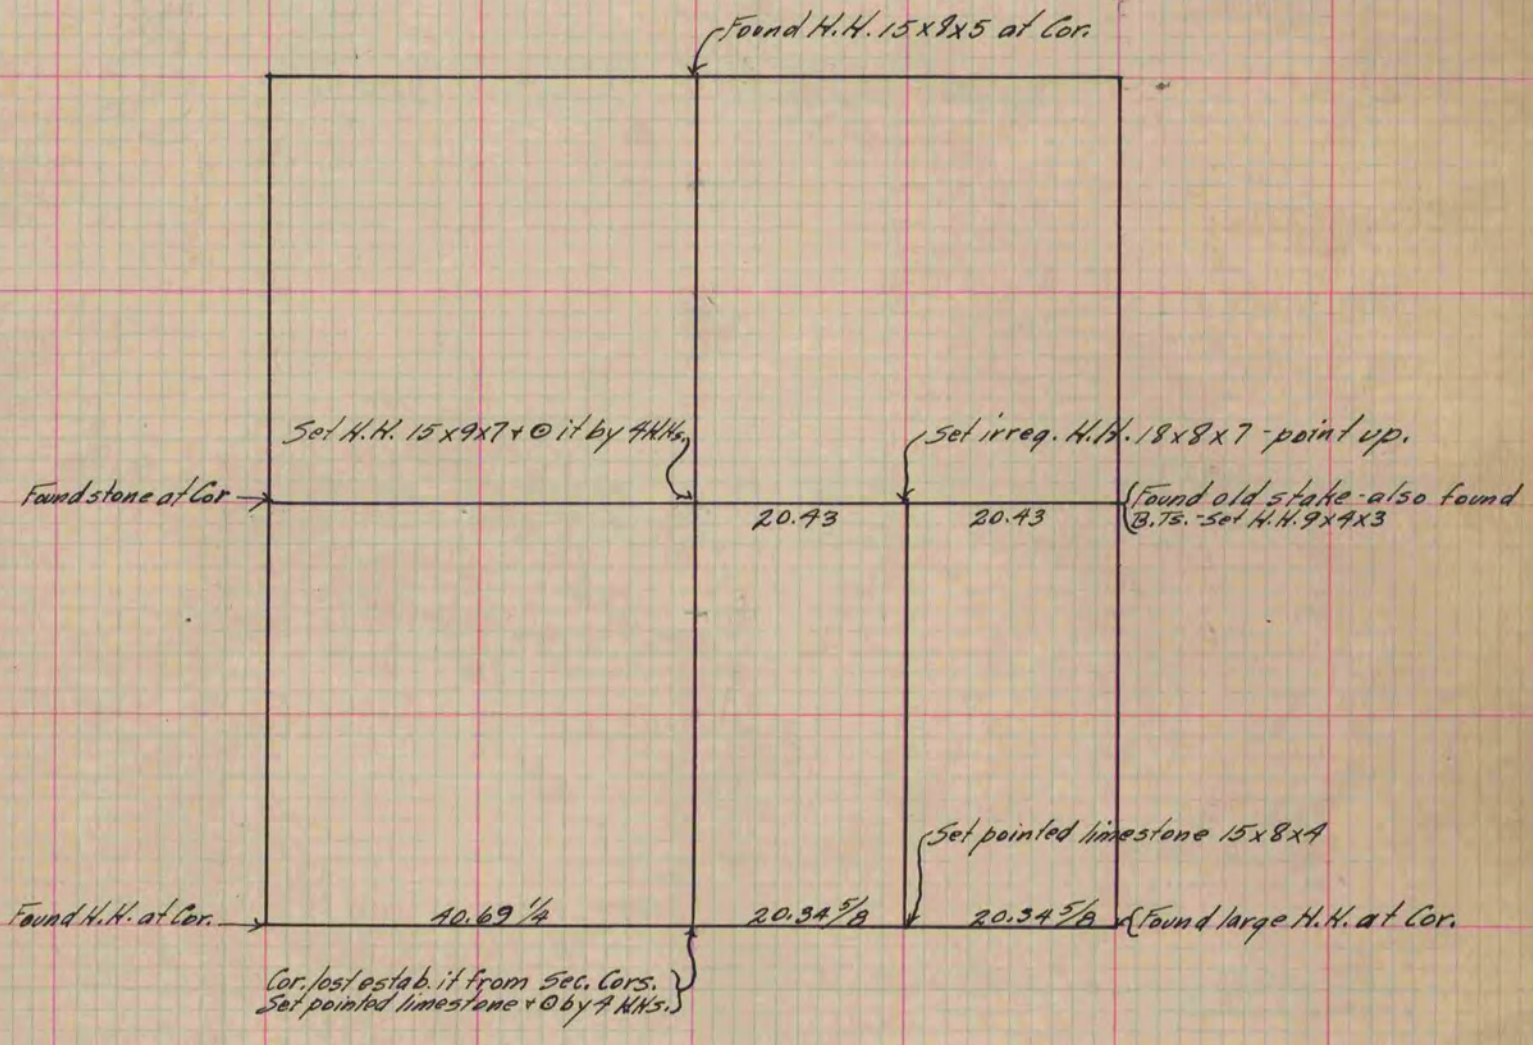 Found H.H. 15x8x5 at Cor.
Set H.H. 15x9x7 + ⊙ it by 4 HHs.
Set irreg. H.H. 18x8x7 - point up.
Found stone at Cor
20.43
20.43
Found old stake - also found
B.Ts. - Set H.H. 9x4x3
Set pointed limestone 15x8x4
Found H.H. at Cor.
40.69 1/4
20.34 5/8
20.34 5/8
Found large H.H. at Cor.
Cor. lost estab. it from Sec. Cors.
Set pointed limestone + ⊙ by 4 HHs.